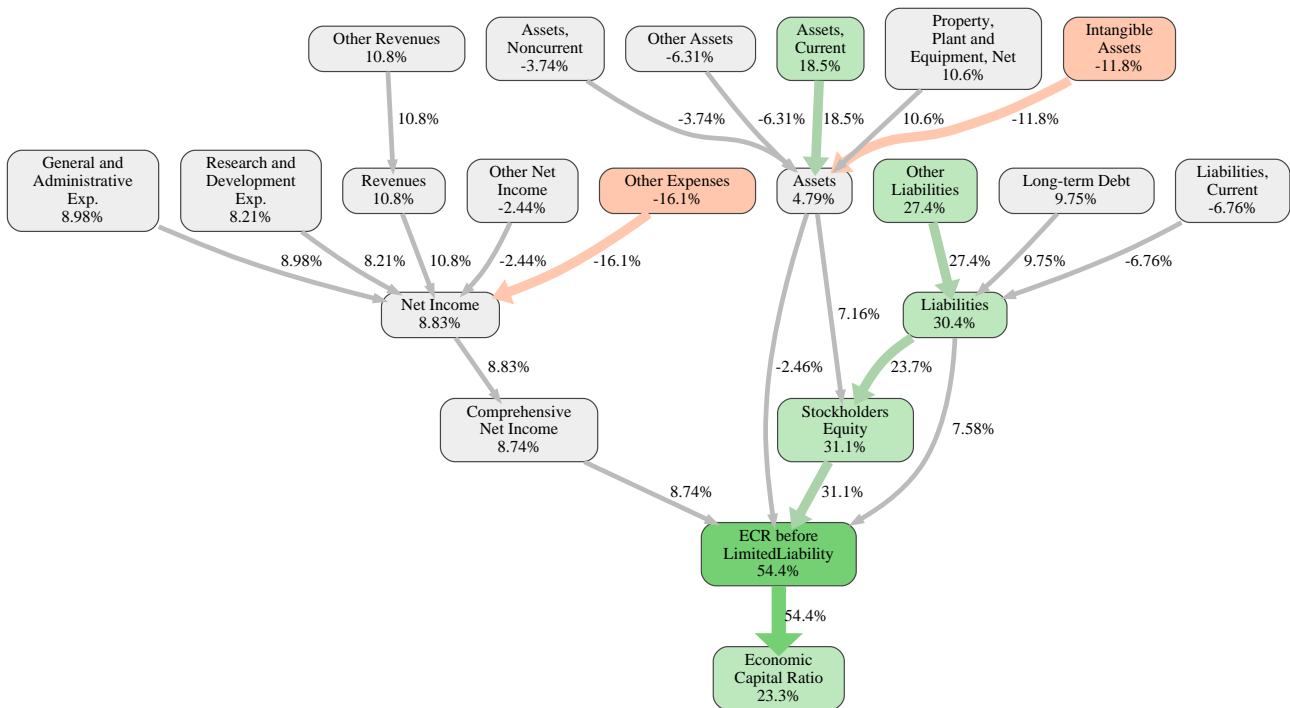 Other Revenues
10.8%
Assets,
Noncurrent
-3.74%
Other Assets
-6.31%
Assets,
Current
18.5%
Property,
Plant and
Equipment, Net
10.6%
Intangible
Assets
-11.8%
10.8%
-3.74%
-6.31%
18.5%
10.6%
-11.8%
General and
Administrative
Exp.
8.98%
Research and
Development
Exp.
8.21%
Revenues
10.8%
Other Net
Income
-2.44%
Other Expenses
-16.1%
Assets
4.79%
Other
Liabilities
27.4%
Long-term Debt
9.75%
Liabilities,
Current
-6.76%
8.98%
8.21%
10.8%
-2.44%
-16.1%
27.4%
9.75%
-6.76%
Net Income
8.83%
Liabilities
30.4%
7.16%
8.83%
-2.46%
23.7%
Comprehensive
Net Income
8.74%
Stockholders
Equity
31.1%
7.58%
8.74%
31.1%
ECR before
LimitedLiability
54.4%
54.4%
Economic
Capital Ratio
23.3%